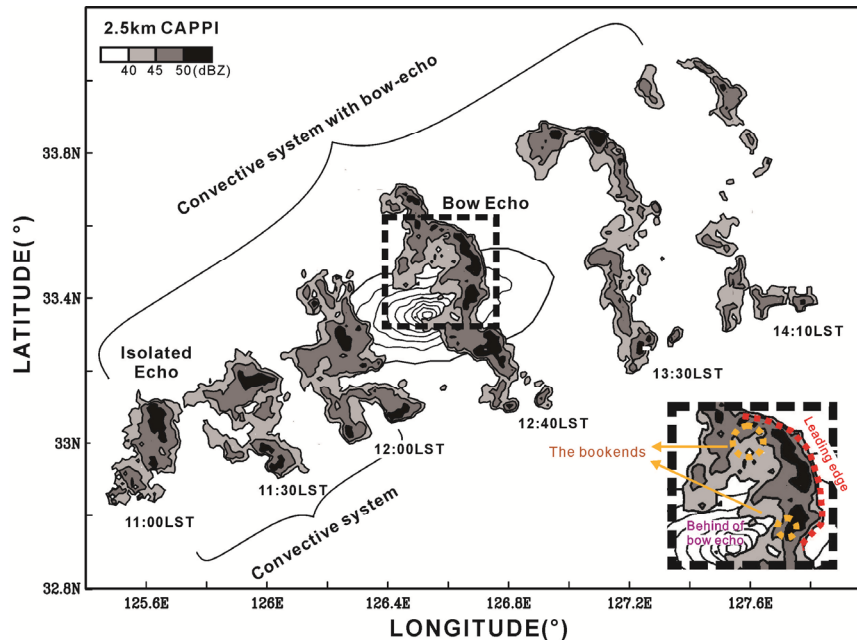 2.5km CAPPI
40 45 50(dBZ)
Convective system with bow-echo
Bow Echo
Isolated
Echo
11:00LST
11:30LST
12:00LST
12:40LST
13:30LST
14:10LST
Convective system
The bookends
Leading edge
Behind of
bow echo
LATITUDE(°)
33.8N
33.4N
33N
32.8N
125.6E 126E 126.4E 126.8E 127.2E 127.6E
LONGITUDE(°)